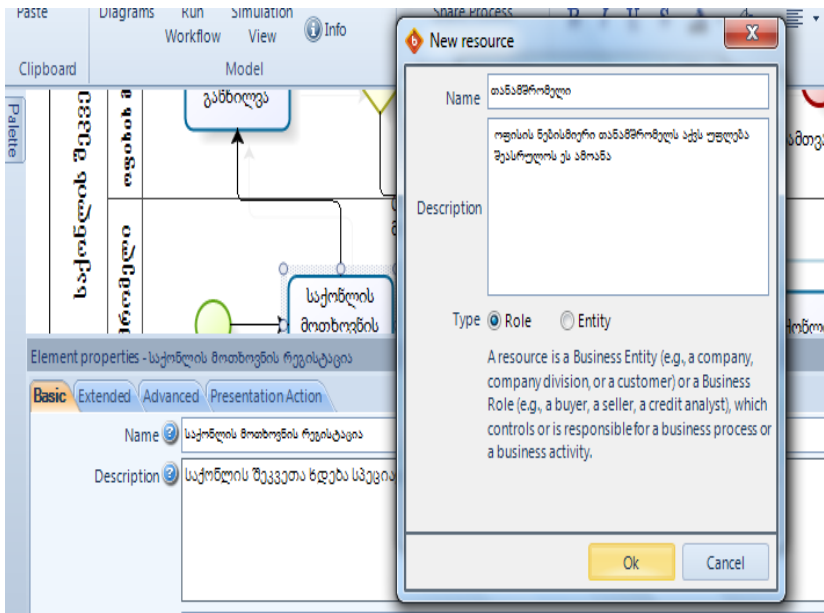 Paste
Diagrams
Run
Workflow
Simulation
View
Info
Share Process
Clipboard
Model
Palette
განხილვა
საქონლის
მოთხოვნის
Element properties - საქონლის მოთხოვნის რეგისტაცია
Basic Extended Advanced Presentation Action
Name საქონლის მოთხოვნის რეგისტაცია
Description საქონლის შეკვეთა ხდება სპეცია
New resource
Name თანამშრომელი
Description ოფისის ნებისმიერი თანამშრომელს აქვს უფლება
შეასრულოს ეს ამოანა
Type Role Entity
A resource is a Business Entity (e.g., a company,
company division, or a customer) or a Business
Role (e.g., a buyer, a seller, a credit analyst), which
controls or is responsible for a business process or
a business activity.
Ok Cancel